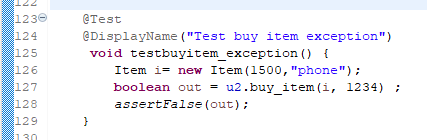 122
123 @Test
124 @DisplayName("Test buy item exception")
125 void testbuyitem_exception() {
126 Item i= new Item(1500,"phone");
127 boolean out = u2.buy_item(i, 1234) ;
128 assertFalse(out);
129 }
130